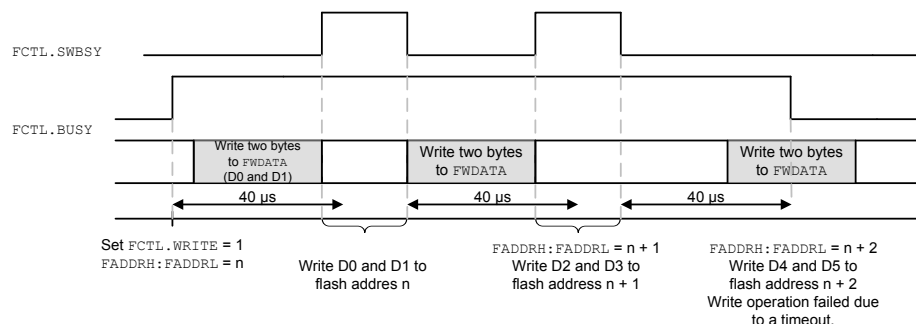 FCTL.SWBSY
FCTL.BUSY
Write two bytes
to FWDATA
(D0 and D1)
Write two bytes
to FWDATA
Write two bytes
to FWDATA
40 µs
40 µs
40 µs
Set FCTL.WRITE = 1
FADDRH:FADDRL = n
Write D0 and D1 to
flash addres n
FADDRH:FADDRL = n + 1
Write D2 and D3 to
flash address n + 1
FADDRH:FADDRL = n + 2
Write D4 and D5 to
flash address n + 2
Write operation failed due
to a timeout.